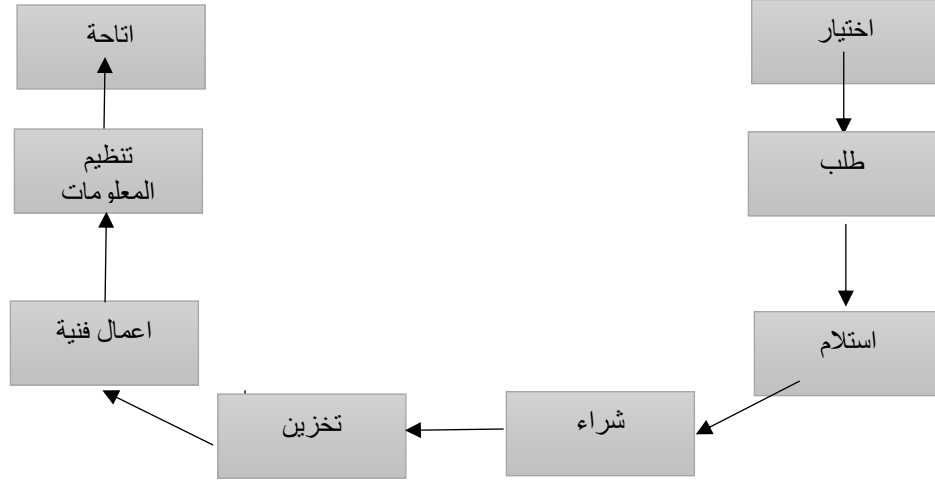 اختيار
طلب
استلام
شراء
تخزين
اعمال فنية
تنظيم
المعلومات
اتاحة